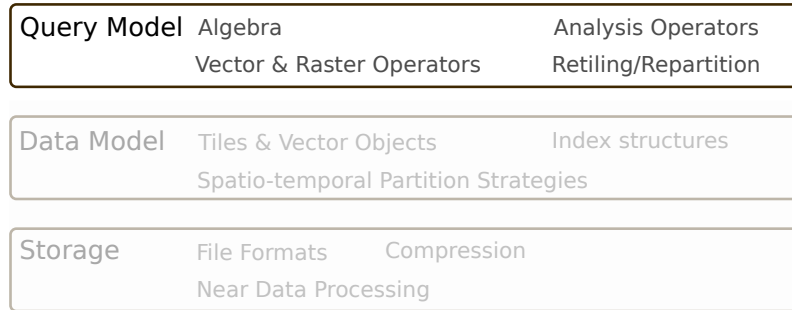 Query Model Algebra Analysis Operators
Vector & Raster Operators Retiling/Repartition
Data Model Tiles & Vector Objects Index structures
Spatio-temporal Partition Strategies
Storage File Formats Compression
Near Data Processing